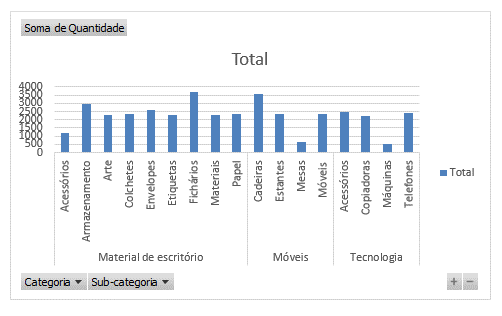 Soma de Quantidade
Total
4000
3500
3000
2500
2000
1500
1000
500
0
Acessórios
Armazenamento
Arte
Colchetes
Envelopes
Etiquetas
Fichários
Materiais
Papel
Cadeiras
Estantes
Mesas
Móveis
Acessórios
Copiadoras
Máquinas
Telefones
Material de escritório
Móveis
Tecnologia
Total
Categoria
Sub-categoria
+ −